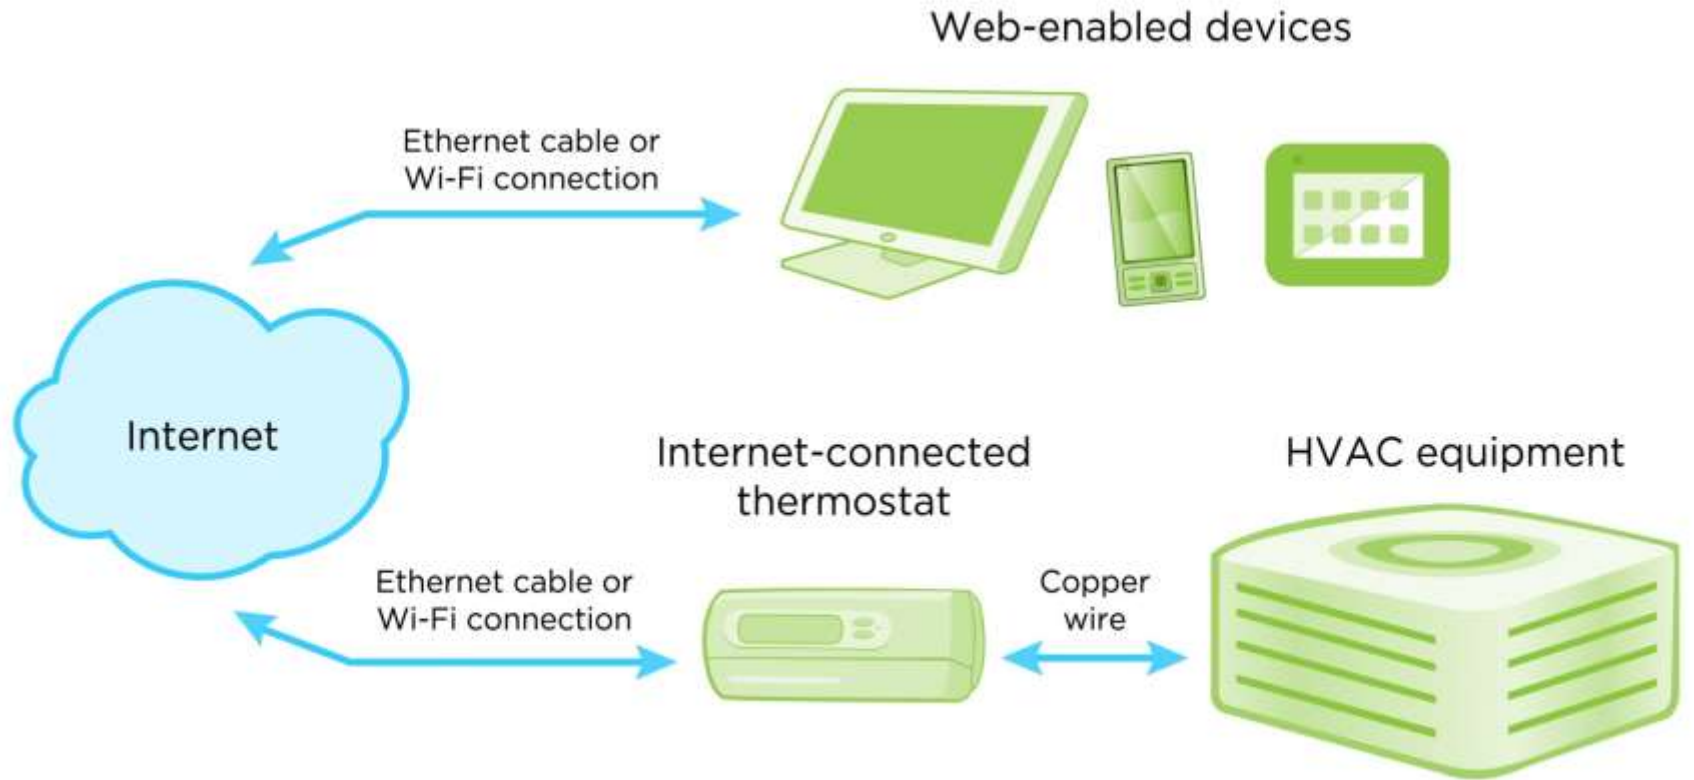 Web-enabled devices
Ethernet cable or
Wi-Fi connection
Internet
Internet-connected
thermostat
HVAC equipment
Ethernet cable or
Wi-Fi connection
Copper
wire